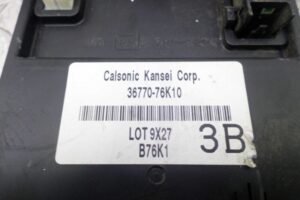 Calsonic Kansei Corp.
36770-76K10
LOT 9X27
3B
B76K1